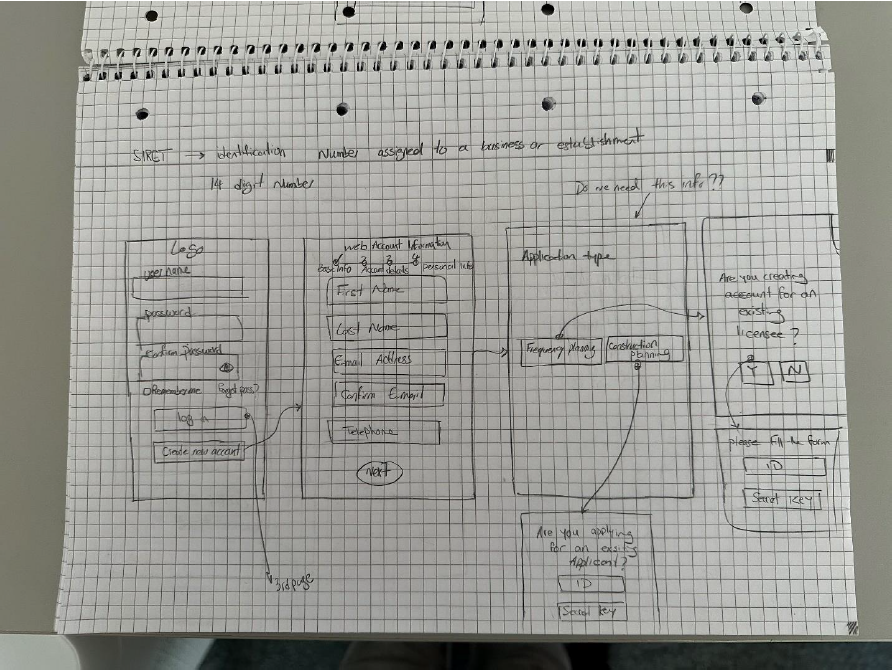 SIRET → identification Number assigned to a business or establishment
14 digit Number
Do we need this info??
Logo
user name
password
Confirm password
Remember me Forgot pass?
log in
Create new account
3rd page
Web Account Information
Basic Info Account details personal info
First Name
Last Name
Email Address
Confirm Email
Telephone
Next
Application type
Frequency planning
Construction planning
Are you applying
for an existing
Applicant?
ID
Secret key
Are you creating
account for an
existing
licensee?
Y N
please fill the form
ID
Secret key